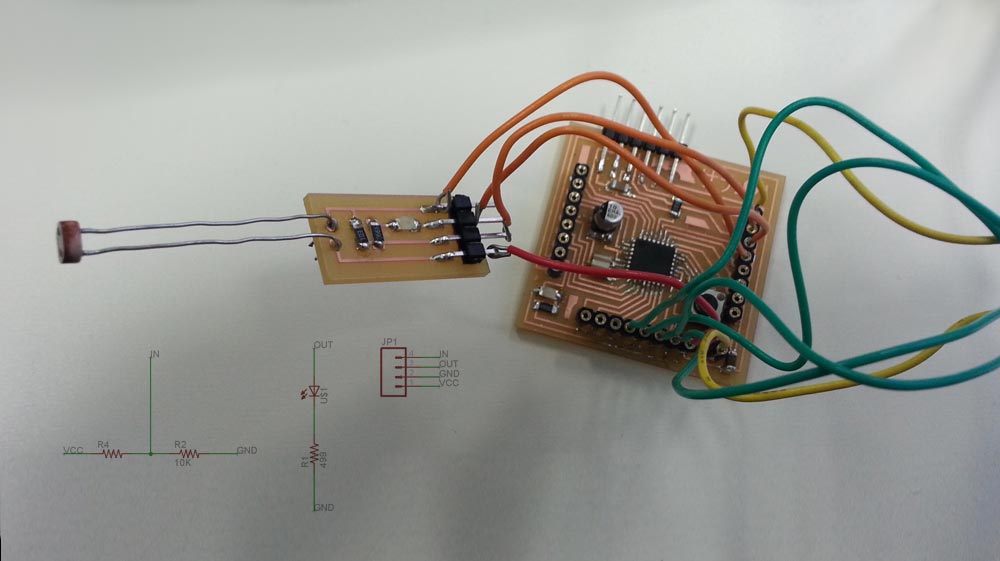 IN
VCC
R4
R2
10K
GND
OUT
US1
R1
499
GND
JP1
4 IN
3 OUT
2 GND
1 VCC